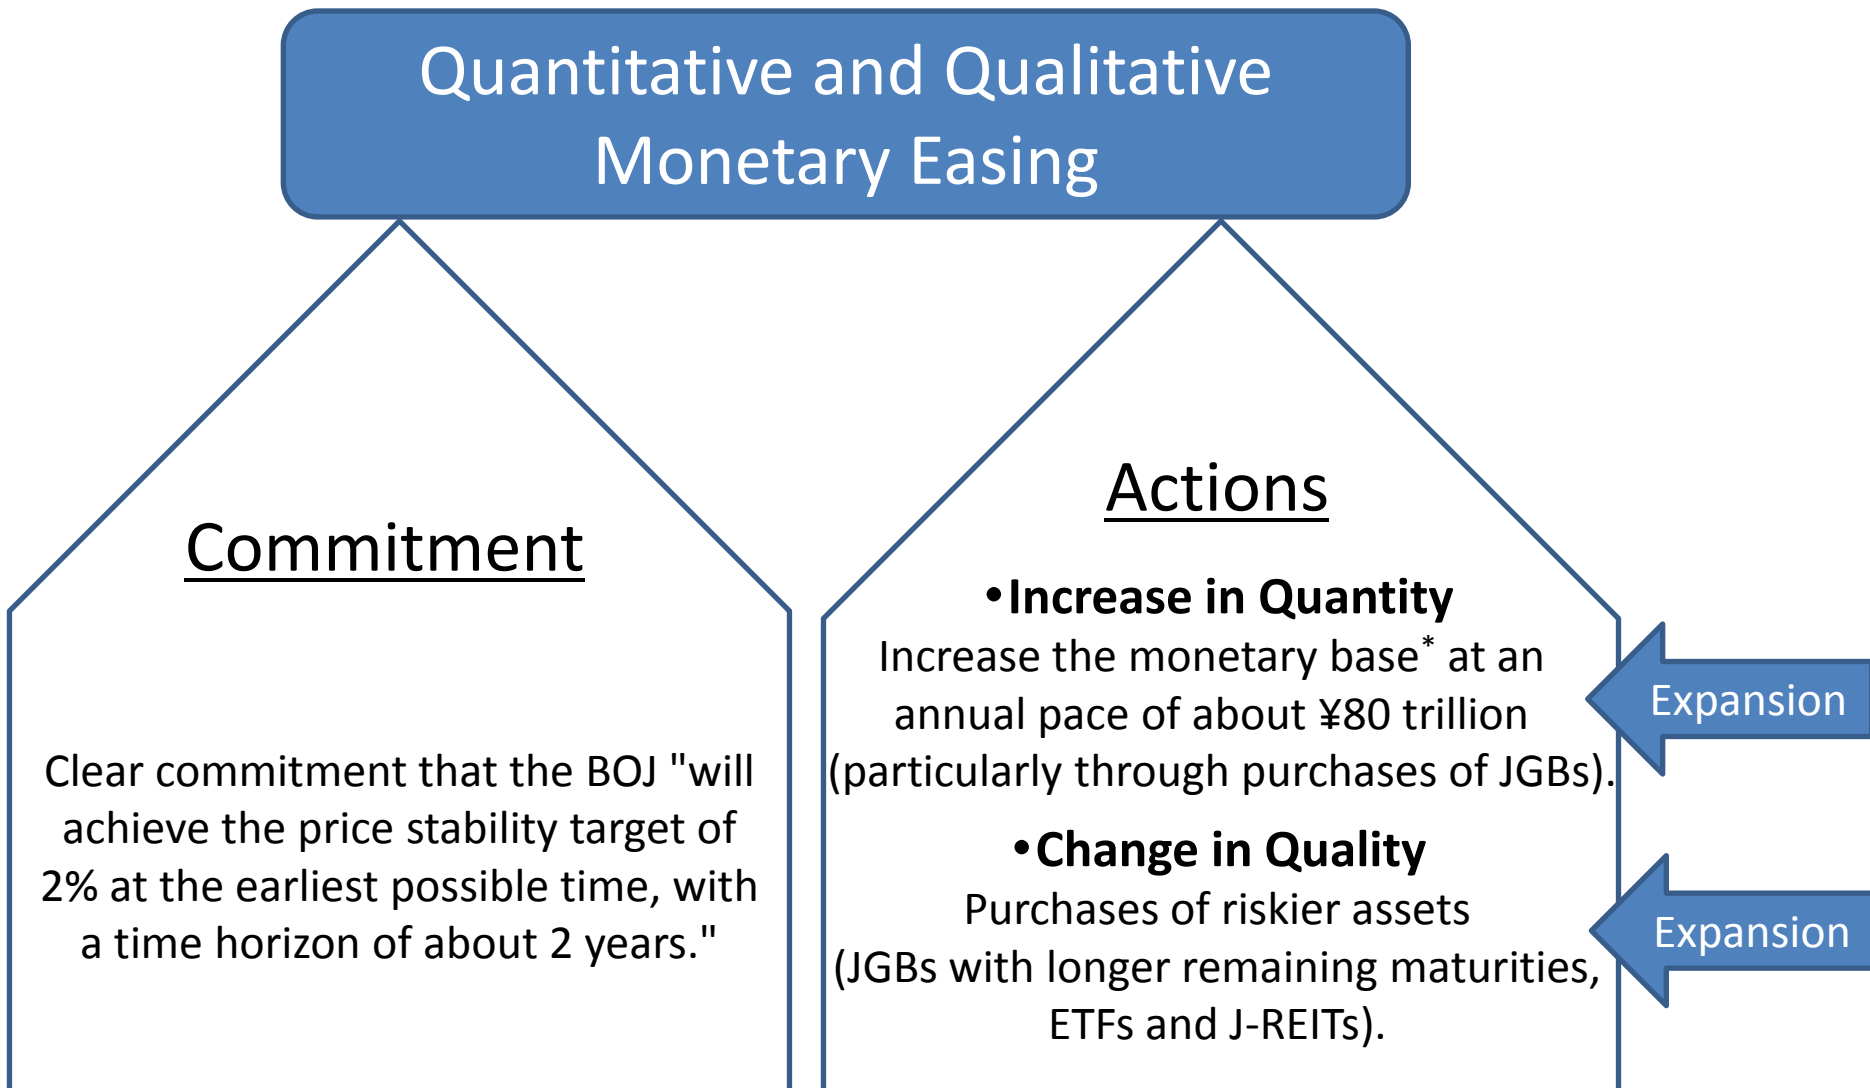 Quantitative and Qualitative
Monetary Easing
Commitment
Clear commitment that the BOJ "will
achieve the price stability target of
2% at the earliest possible time, with
a time horizon of about 2 years."
Actions
•Increase in Quantity
Increase the monetary base* at an
annual pace of about ¥80 trillion
(particularly through purchases of JGBs).
•Change in Quality
Purchases of riskier assets
(JGBs with longer remaining maturities,
ETFs and J-REITs).
Expansion
Expansion